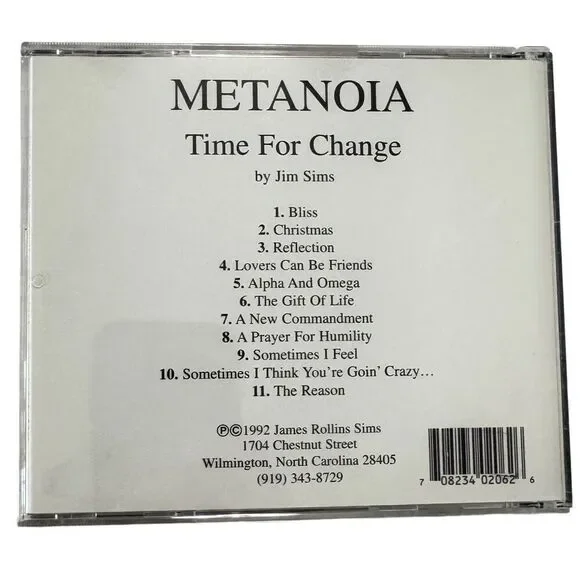 METANOIA
Time For Change
by Jim Sims
1. Bliss
2. Christmas
3. Reflection
4. Lovers Can Be Friends
5. Alpha And Omega
6. The Gift Of Life
7. A New Commandment
8. A Prayer For Humility
9. Sometimes I Feel
10. Sometimes I Think You're Goin' Crazy…
11. The Reason
℗©1992 James Rollins Sims
1704 Chestnut Street
Wilmington, North Carolina 28405
(919) 343-8729
7 08234 02062 6